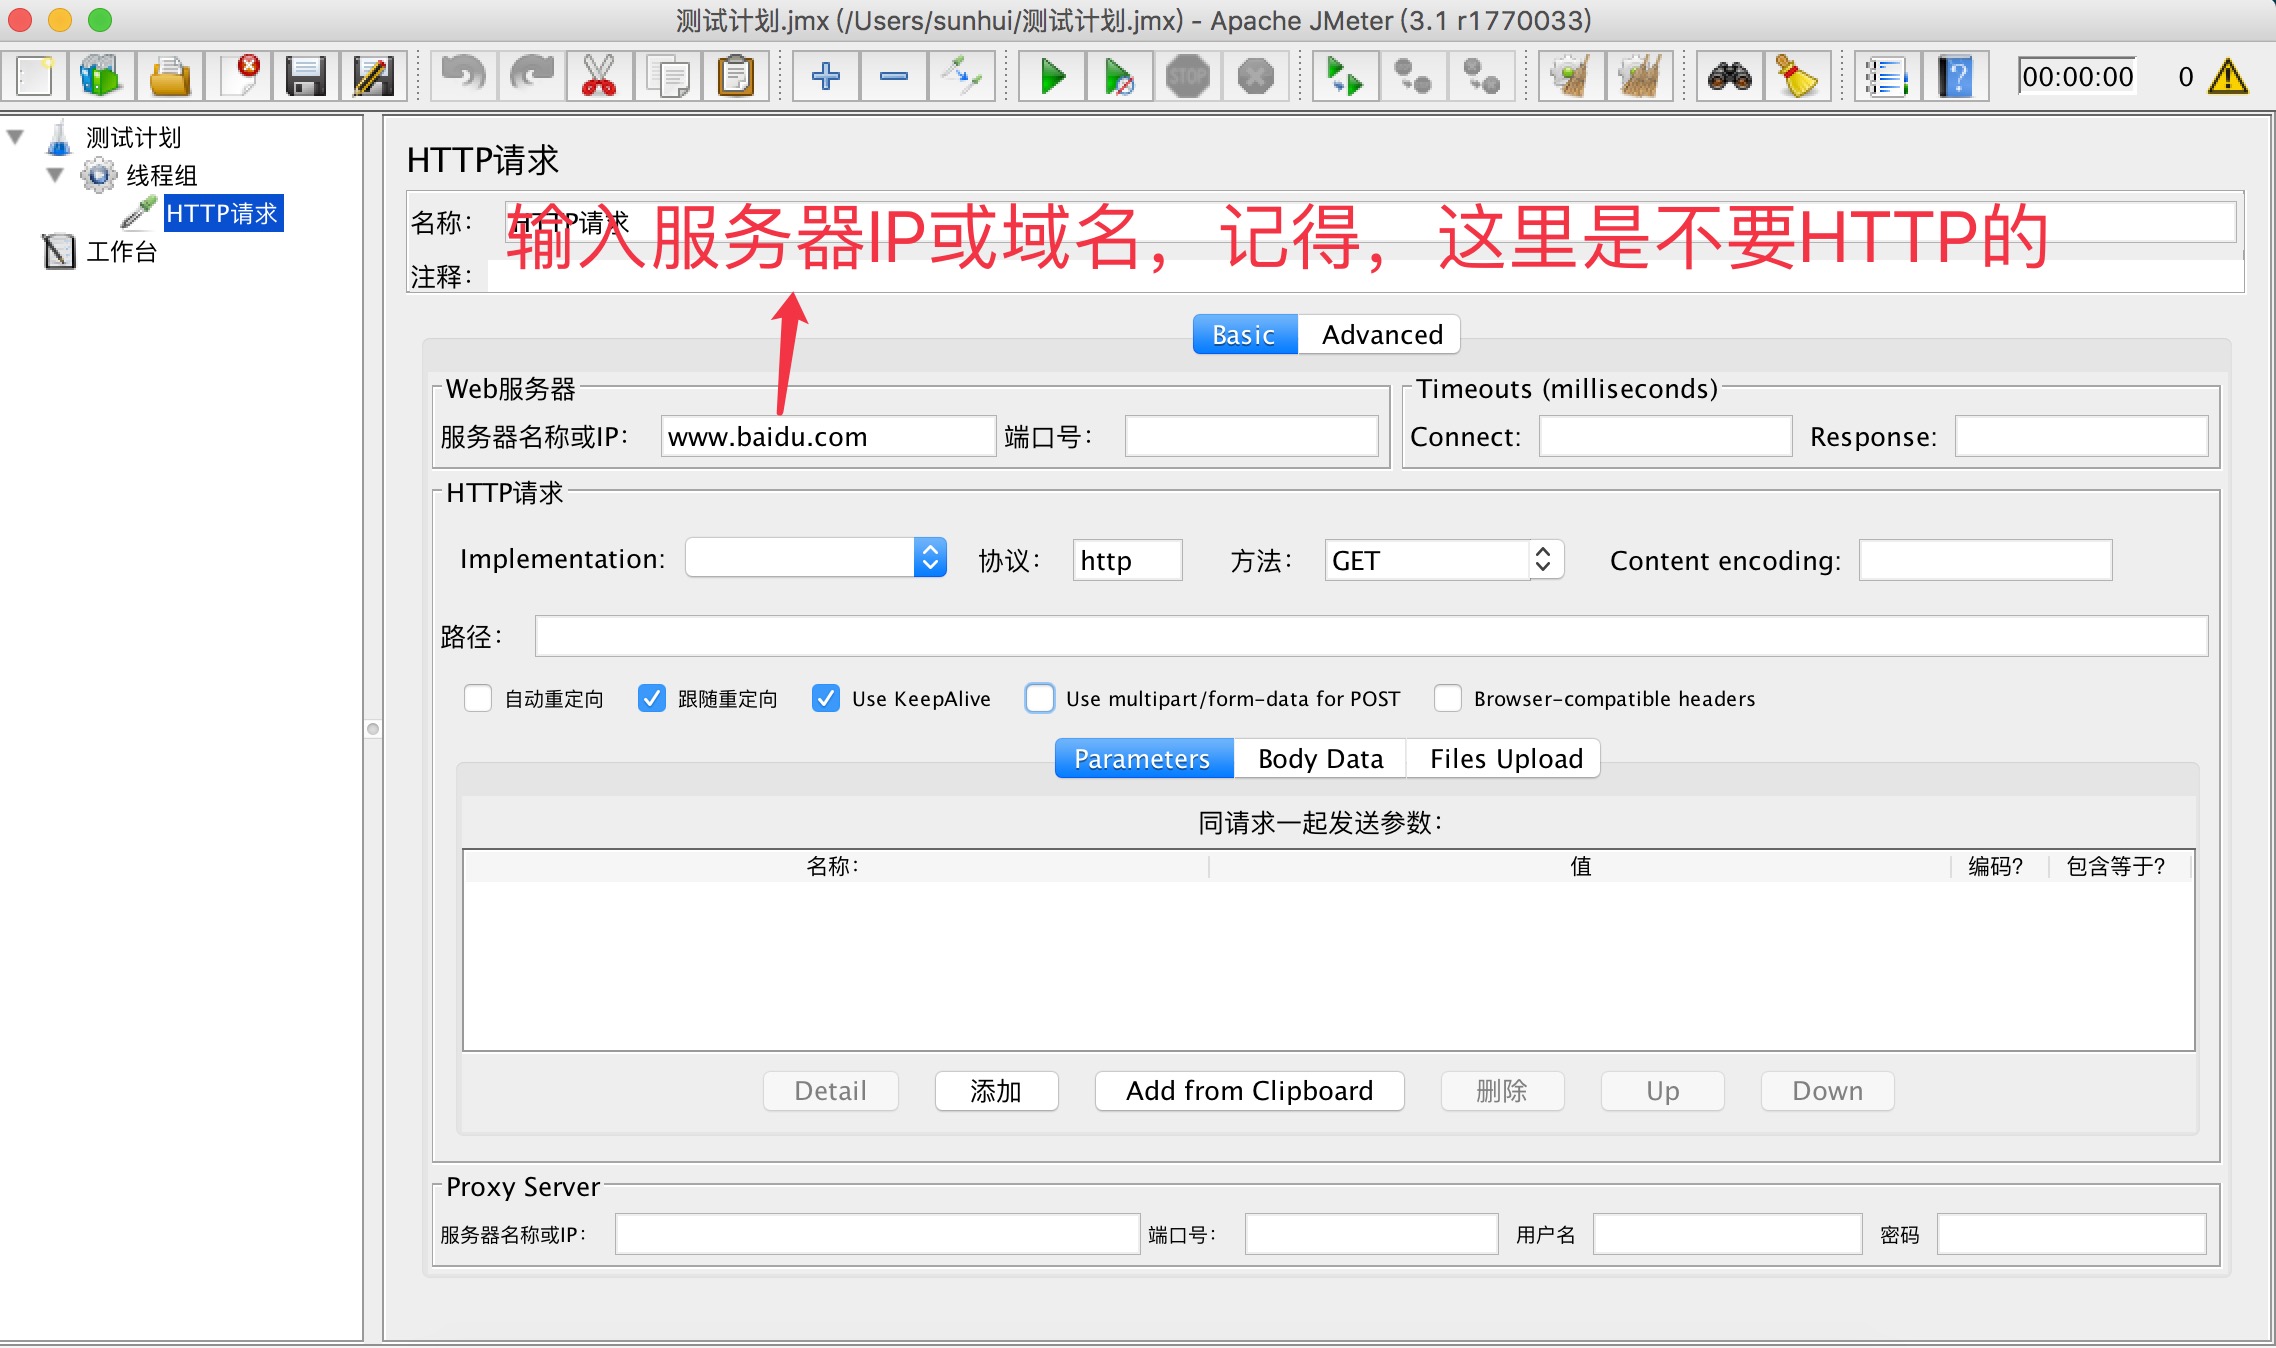 测试计划.jmx (/Users/sunhui/测试计划.jmx) - Apache JMeter (3.1 r1770033)
STOP
00:00:00 0
测试计划
线程组
HTTP请求
工作台
HTTP请求
名称: HTTP请求
输入服务器IP或域名，记得，这里是不要HTTP的
注释:
Basic Advanced
Web服务器
服务器名称或IP: www.baidu.com 端口号:
Timeouts (milliseconds)
Connect: Response:
HTTP请求
Implementation: 协议: http 方法: GET Content encoding:
路径:
自动重定向 跟随重定向 Use KeepAlive Use multipart/form-data for POST Browser-compatible headers
Parameters Body Data Files Upload
同请求一起发送参数:
名称: 值 编码? 包含等于?
Detail 添加 Add from Clipboard 删除 Up Down
Proxy Server
服务器名称或IP: 端口号: 用户名 密码